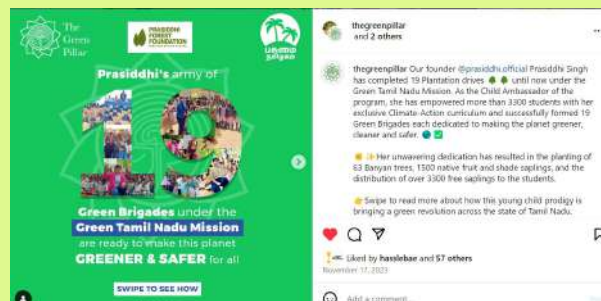 The
Green
Pillar
PRASIDDHI
FOREST
FOUNDATION
பசுமை
தமிழகம்
Prasiddhi's army of
19
Green Brigades under the
Green Tamil Nadu Mission
are ready to make this planet
GREENER & SAFER for all
SWIPE TO SEE HOW
thegreenpillar
and 2 others
thegreenpillar Our founder @prasiddhi.official Prasiddhi Singh
has completed 19 Plantation drives 🌲🌲 until now under the
Green Tamil Nadu Mission. As the Child Ambassador of the
program, she has empowered more than 3300 students with her
exclusive Climate-Action curriculum and successfully formed 19
Green Brigades each dedicated to making the planet greener,
cleaner and safer. 🌏 ✅
🌟✨ Her unwavering dedication has resulted in the planting of
63 Banyan trees, 1500 native fruit and shade saplings, and the
distribution of over 3300 free saplings to the students.
👉 Swipe to read more about how this young child prodigy is
bringing a green revolution across the state of Tamil Nadu.
Liked by hasslebae and 57 others
November 17, 2023
Add a comment...